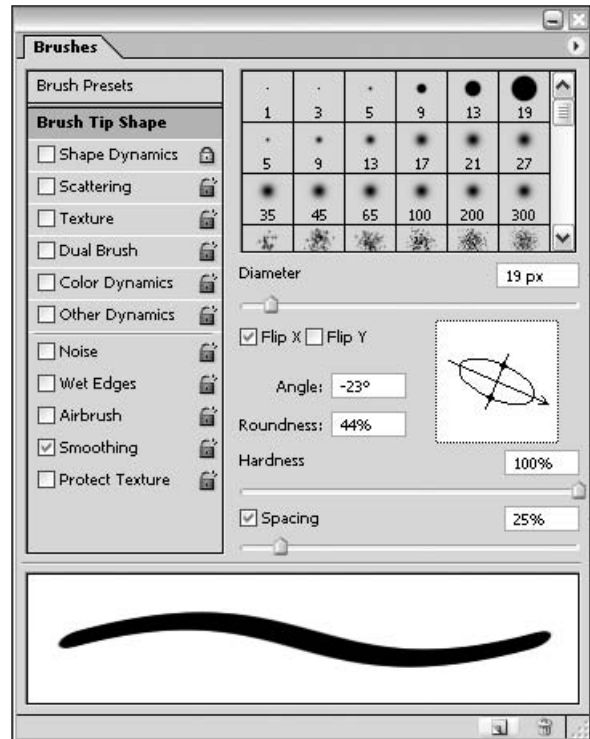 Brushes
Brush Presets
Brush Tip Shape
Shape Dynamics
Scattering
Texture
Dual Brush
Color Dynamics
Other Dynamics
Noise
Wet Edges
Airbrush
Smoothing
Protect Texture
1 3 5 9 13 19
5 9 13 17 21 27
35 45 65 100 200 300
Diameter 19 px
Flip X Flip Y
Angle: -23°
Roundness: 44%
Hardness 100%
Spacing 25%